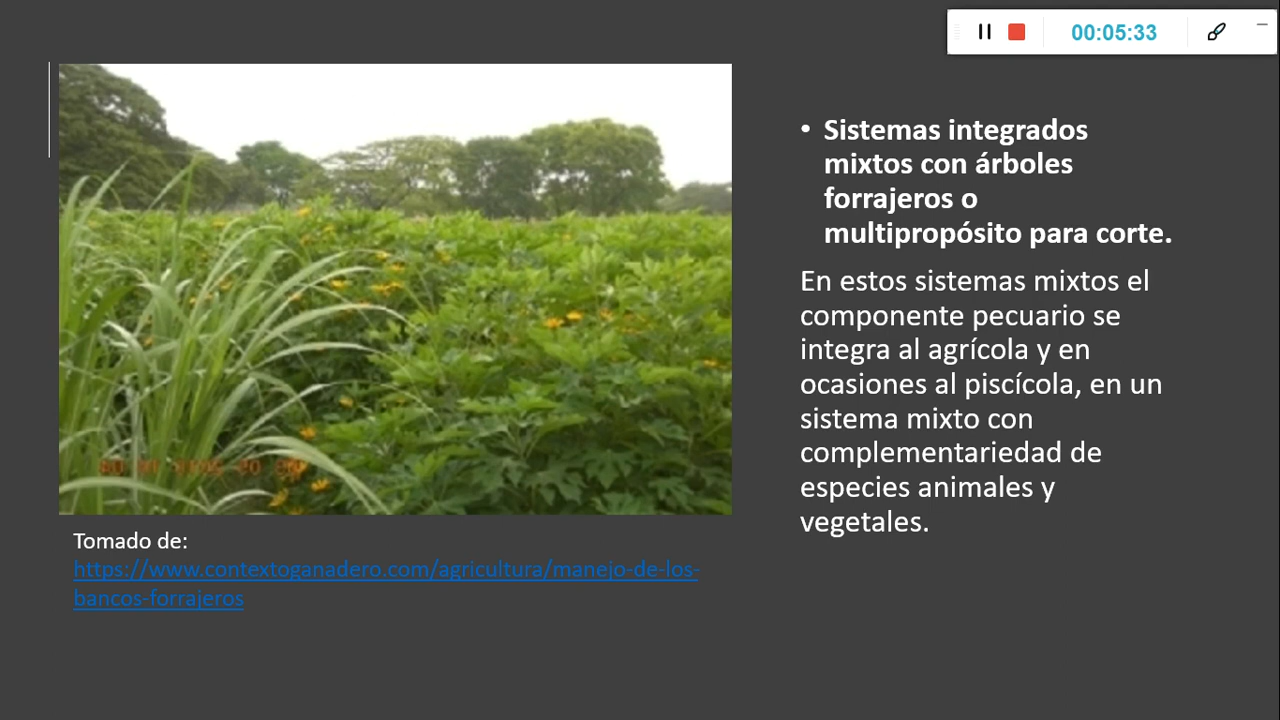 00:05:33
• Sistemas integrados
mixtos con árboles
forrajeros o
multipropósito para corte.
En estos sistemas mixtos el
componente pecuario se
integra al agrícola y en
ocasiones al piscícola, en un
sistema mixto con
complementariedad de
especies animales y
vegetales.
Tomado de:
https://www.contextoganadero.com/agricultura/manejo-de-los-
bancos-forrajeros